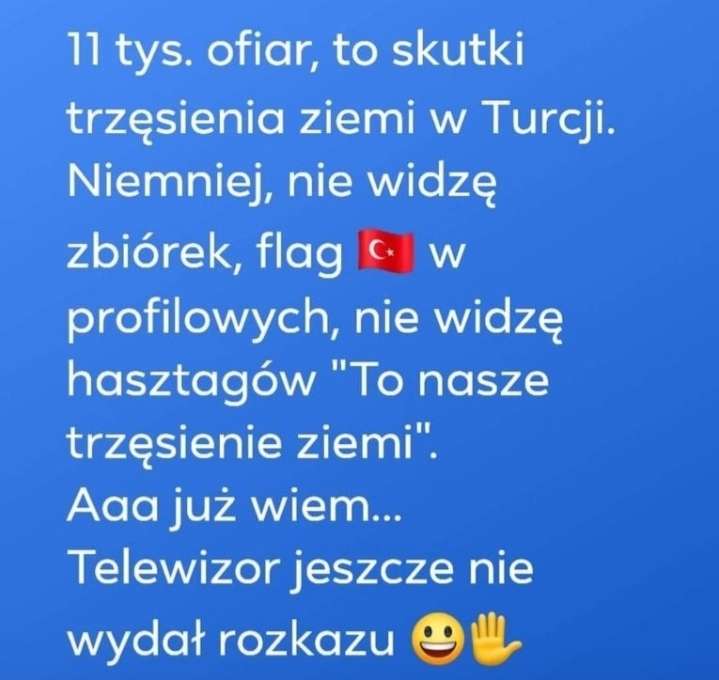 11 tys. ofiar, to skutki
trzęsienia ziemi w Turcji.
Niemniej, nie widzę
zbiórek, flag 🇹🇷 w
profilowych, nie widzę
hasztagów "To nasze
trzęsienie ziemi".
Aaa już wiem...
Telewizor jeszcze nie
wydał rozkazu 😀✋